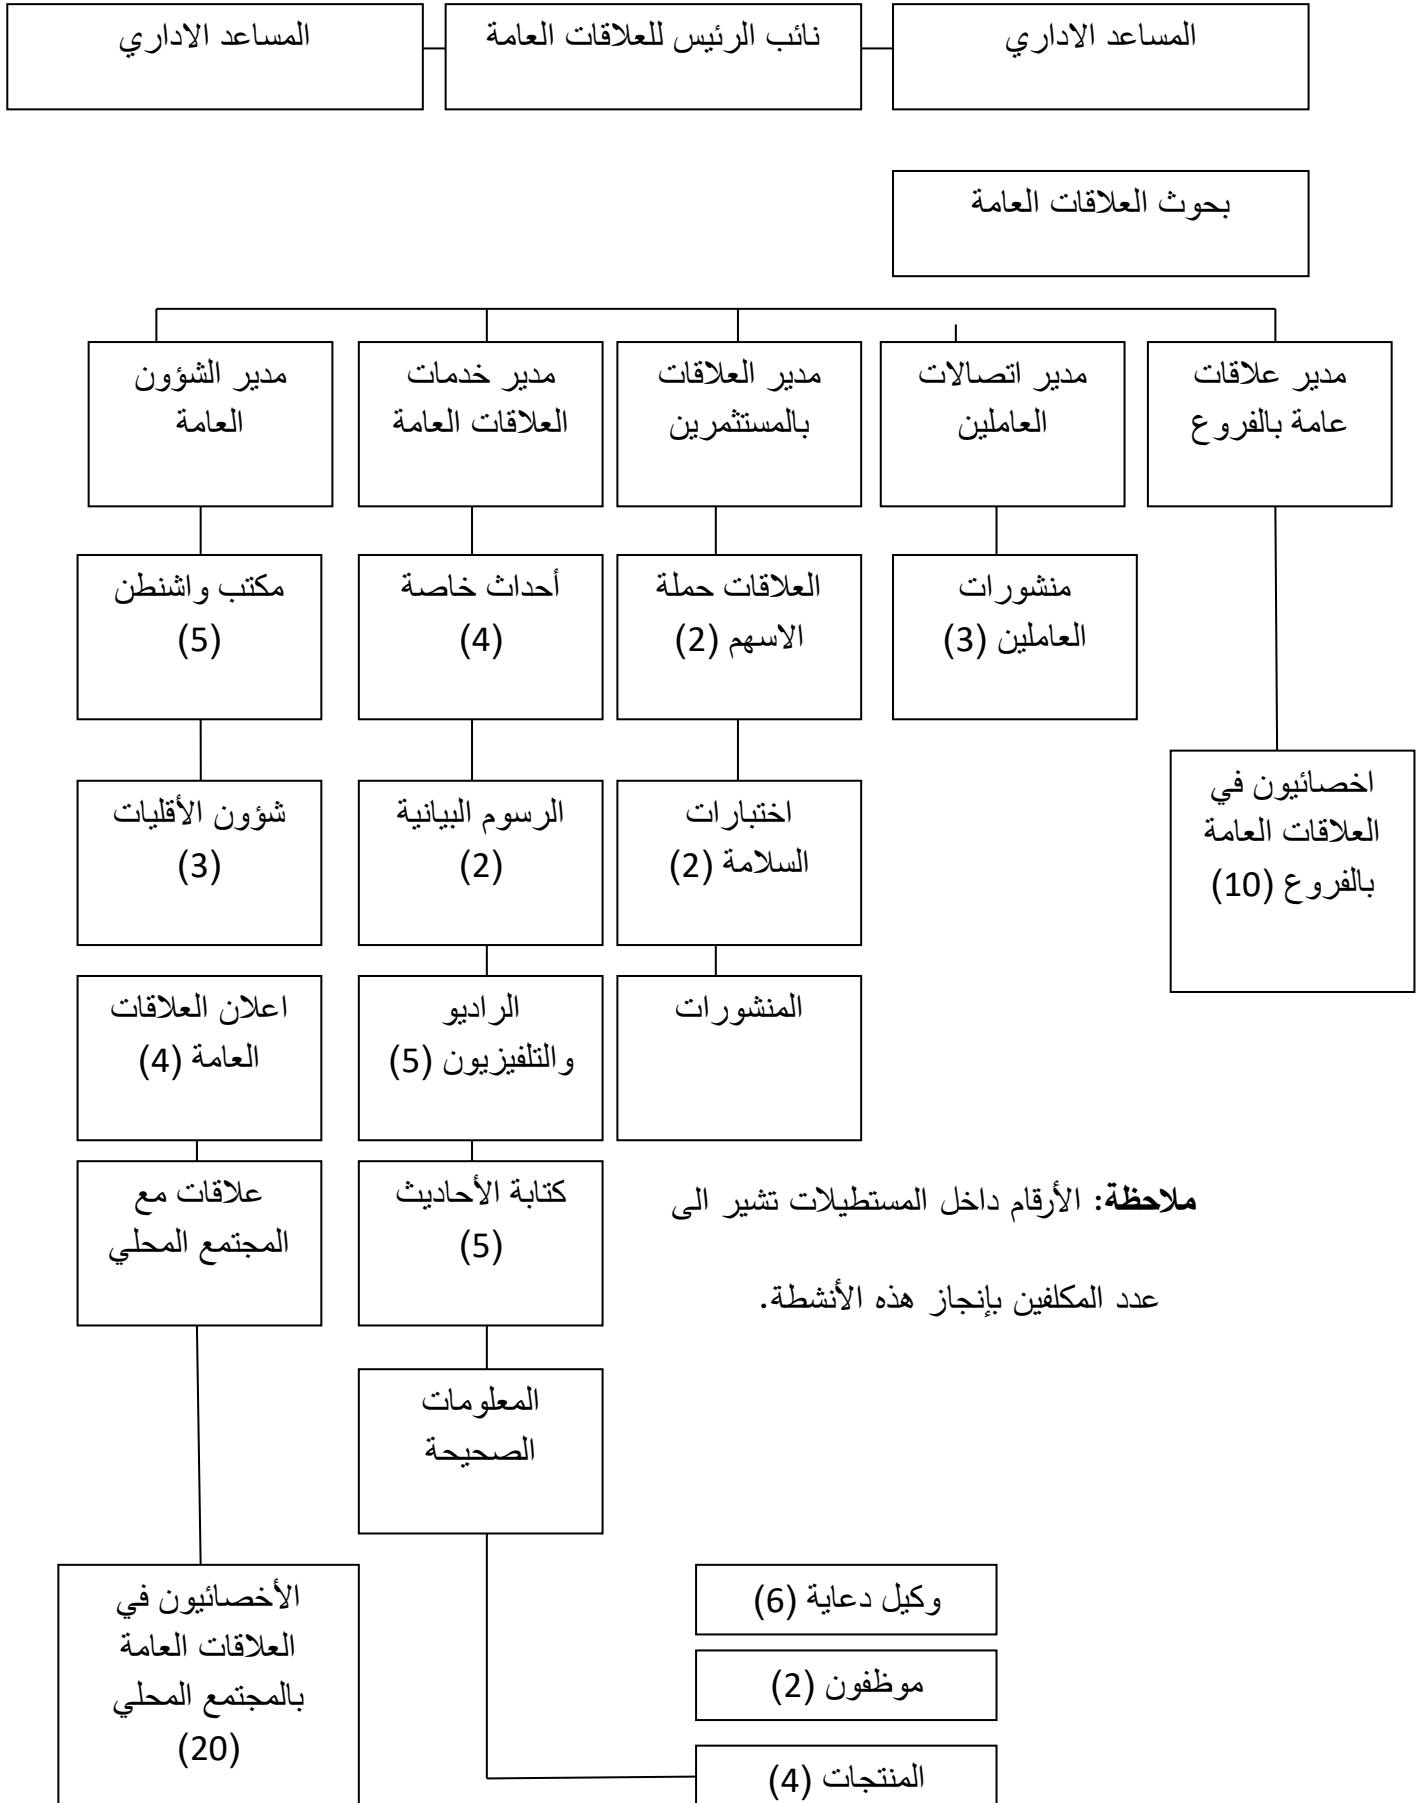 المساعد الاداري
نائب الرئيس للعلاقات العامة
المساعد الاداري
بحوث العلاقات العامة
مدير علاقات
عامة بالفروع
مدير اتصالات
العاملين
مدير العلاقات
بالمستثمرين
مدير خدمات
العلاقات العامة
مدير الشؤون
العامة
منشورات
العاملين (3)
العلاقات حملة
الاسهم (2)
أحداث خاصة
(4)
مكتب واشنطن
(5)
اخصائيون في
العلاقات العامة
بالفروع (10)
اختبارات
السلامة (2)
الرسوم البيانية
(2)
شؤون الأقليات
(3)
المنشورات
الراديو
والتلفيزيون (5)
اعلان العلاقات
العامة (4)
ملاحظة: الأرقام داخل المستطيلات تشير الى
عدد المكلفين بإنجاز هذه الأنشطة.
كتابة الأحاديث
(5)
علاقات مع
المجتمع المحلي
المعلومات
الصحيحة
وكيل دعاية (6)
موظفون (2)
المنتجات (4)
الأخصائيون في
العلاقات العامة
بالمجتمع المحلي
(20)